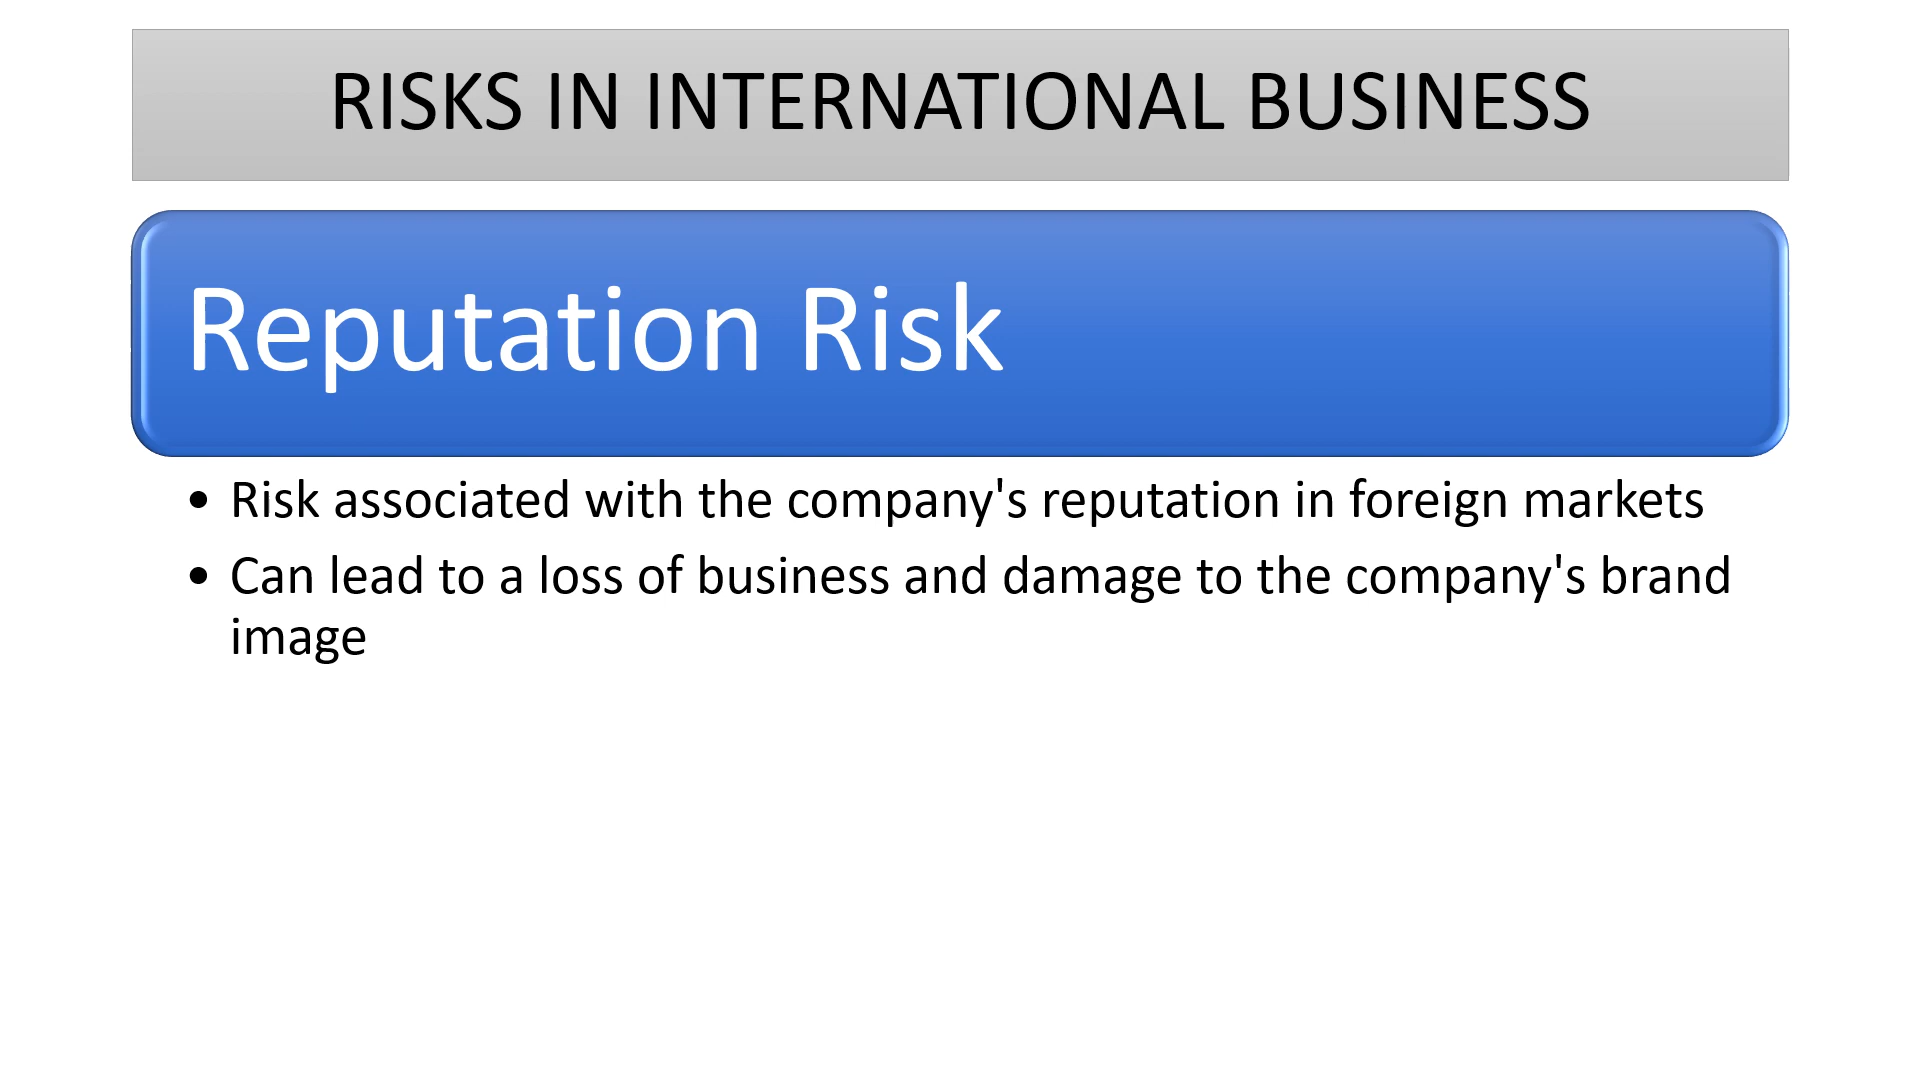 RISKS IN INTERNATIONAL BUSINESS
Reputation Risk
• Risk associated with the company's reputation in foreign markets
• Can lead to a loss of business and damage to the company's brand
image